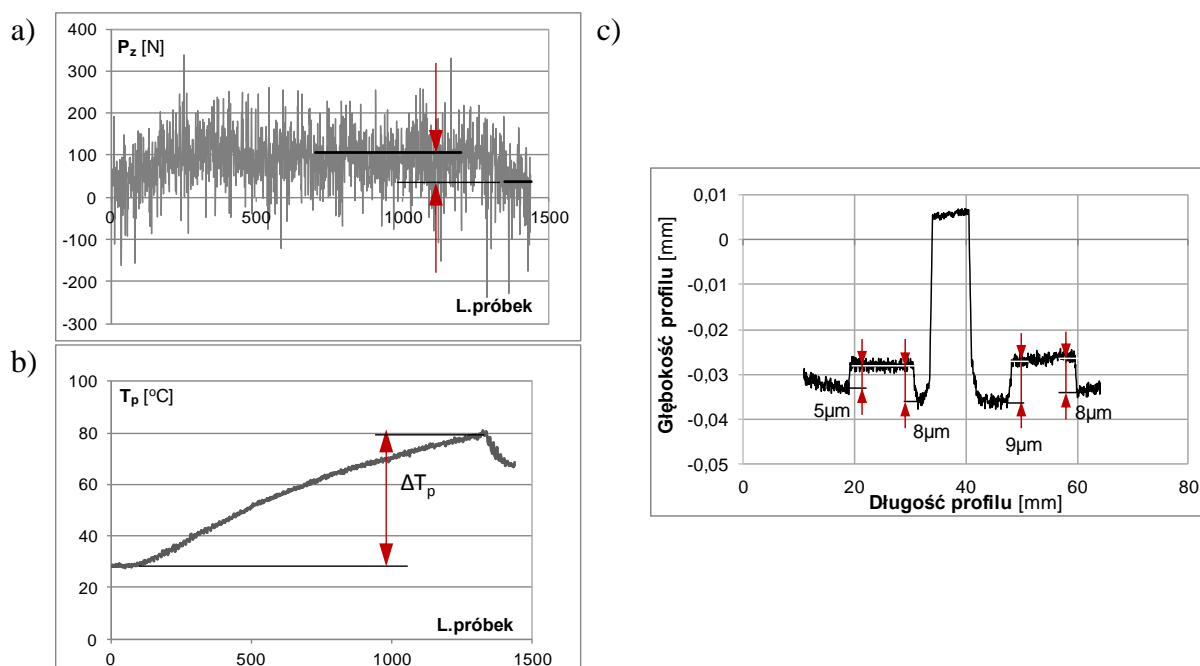 a)
P_z [N]
400
300
200
100
0
-100
-200
-300
0
500
1000
1500
L.próbek
b)
T_p [°C]
100
80
60
40
20
0
ΔT_p
L.próbek
0
500
1000
1500
c)
Głębokość profilu [mm]
0,01
0
-0,01
-0,02
-0,03
-0,04
-0,05
5µm
8µm
9µm
8µm
0
20
40
60
80
Długość profilu [mm]